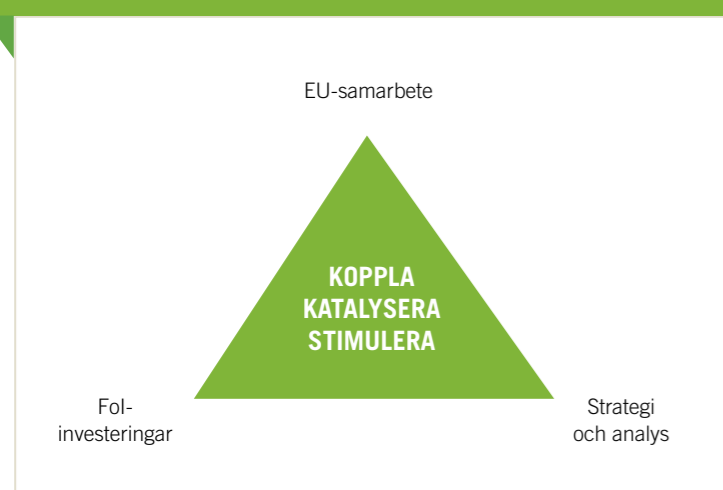 EU-samarbete
KOPPLA
KATALYSERA
STIMULERA
FoI-
investeringar
Strategi
och analys